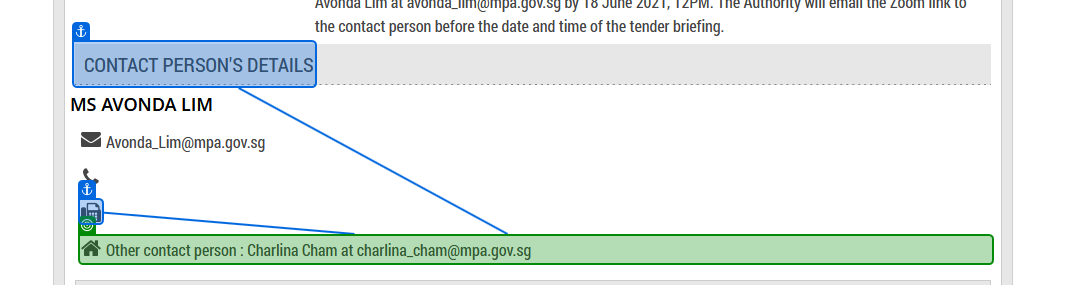 Avonda Lim at avonda_lim@mpa.gov.sg by 18 June 2021, 12PM. The Authority will email the Zoom link to
the contact person before the date and time of the tender briefing.
CONTACT PERSON'S DETAILS
MS AVONDA LIM
Avonda_Lim@mpa.gov.sg
Other contact person : Charlina Cham at charlina_cham@mpa.gov.sg